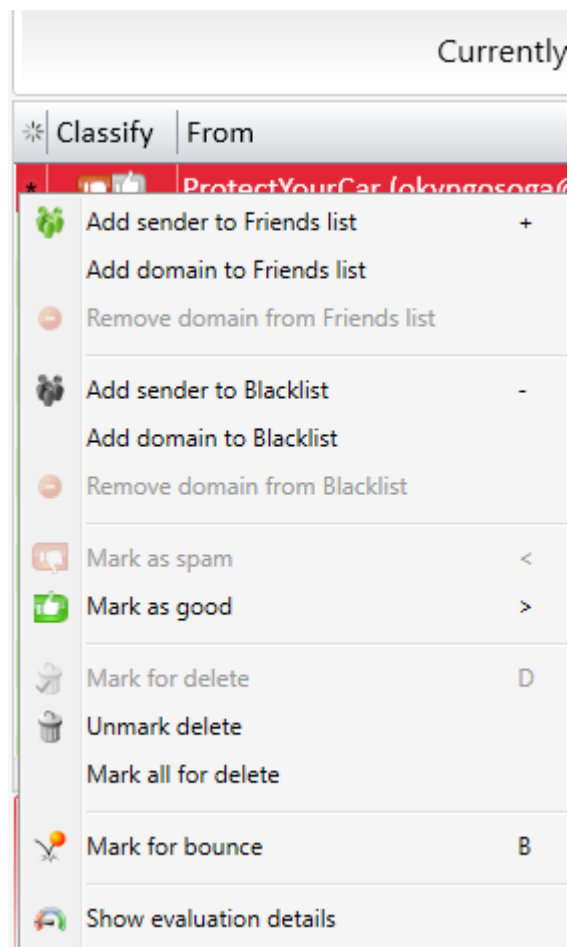 Currently
Classify From
* ProtectYourCar (okyngosoga@
Add sender to Friends list +
Add domain to Friends list
Remove domain from Friends list
Add sender to Blacklist -
Add domain to Blacklist
Remove domain from Blacklist
Mark as spam <
Mark as good >
Mark for delete D
Unmark delete
Mark all for delete
Mark for bounce B
Show evaluation details